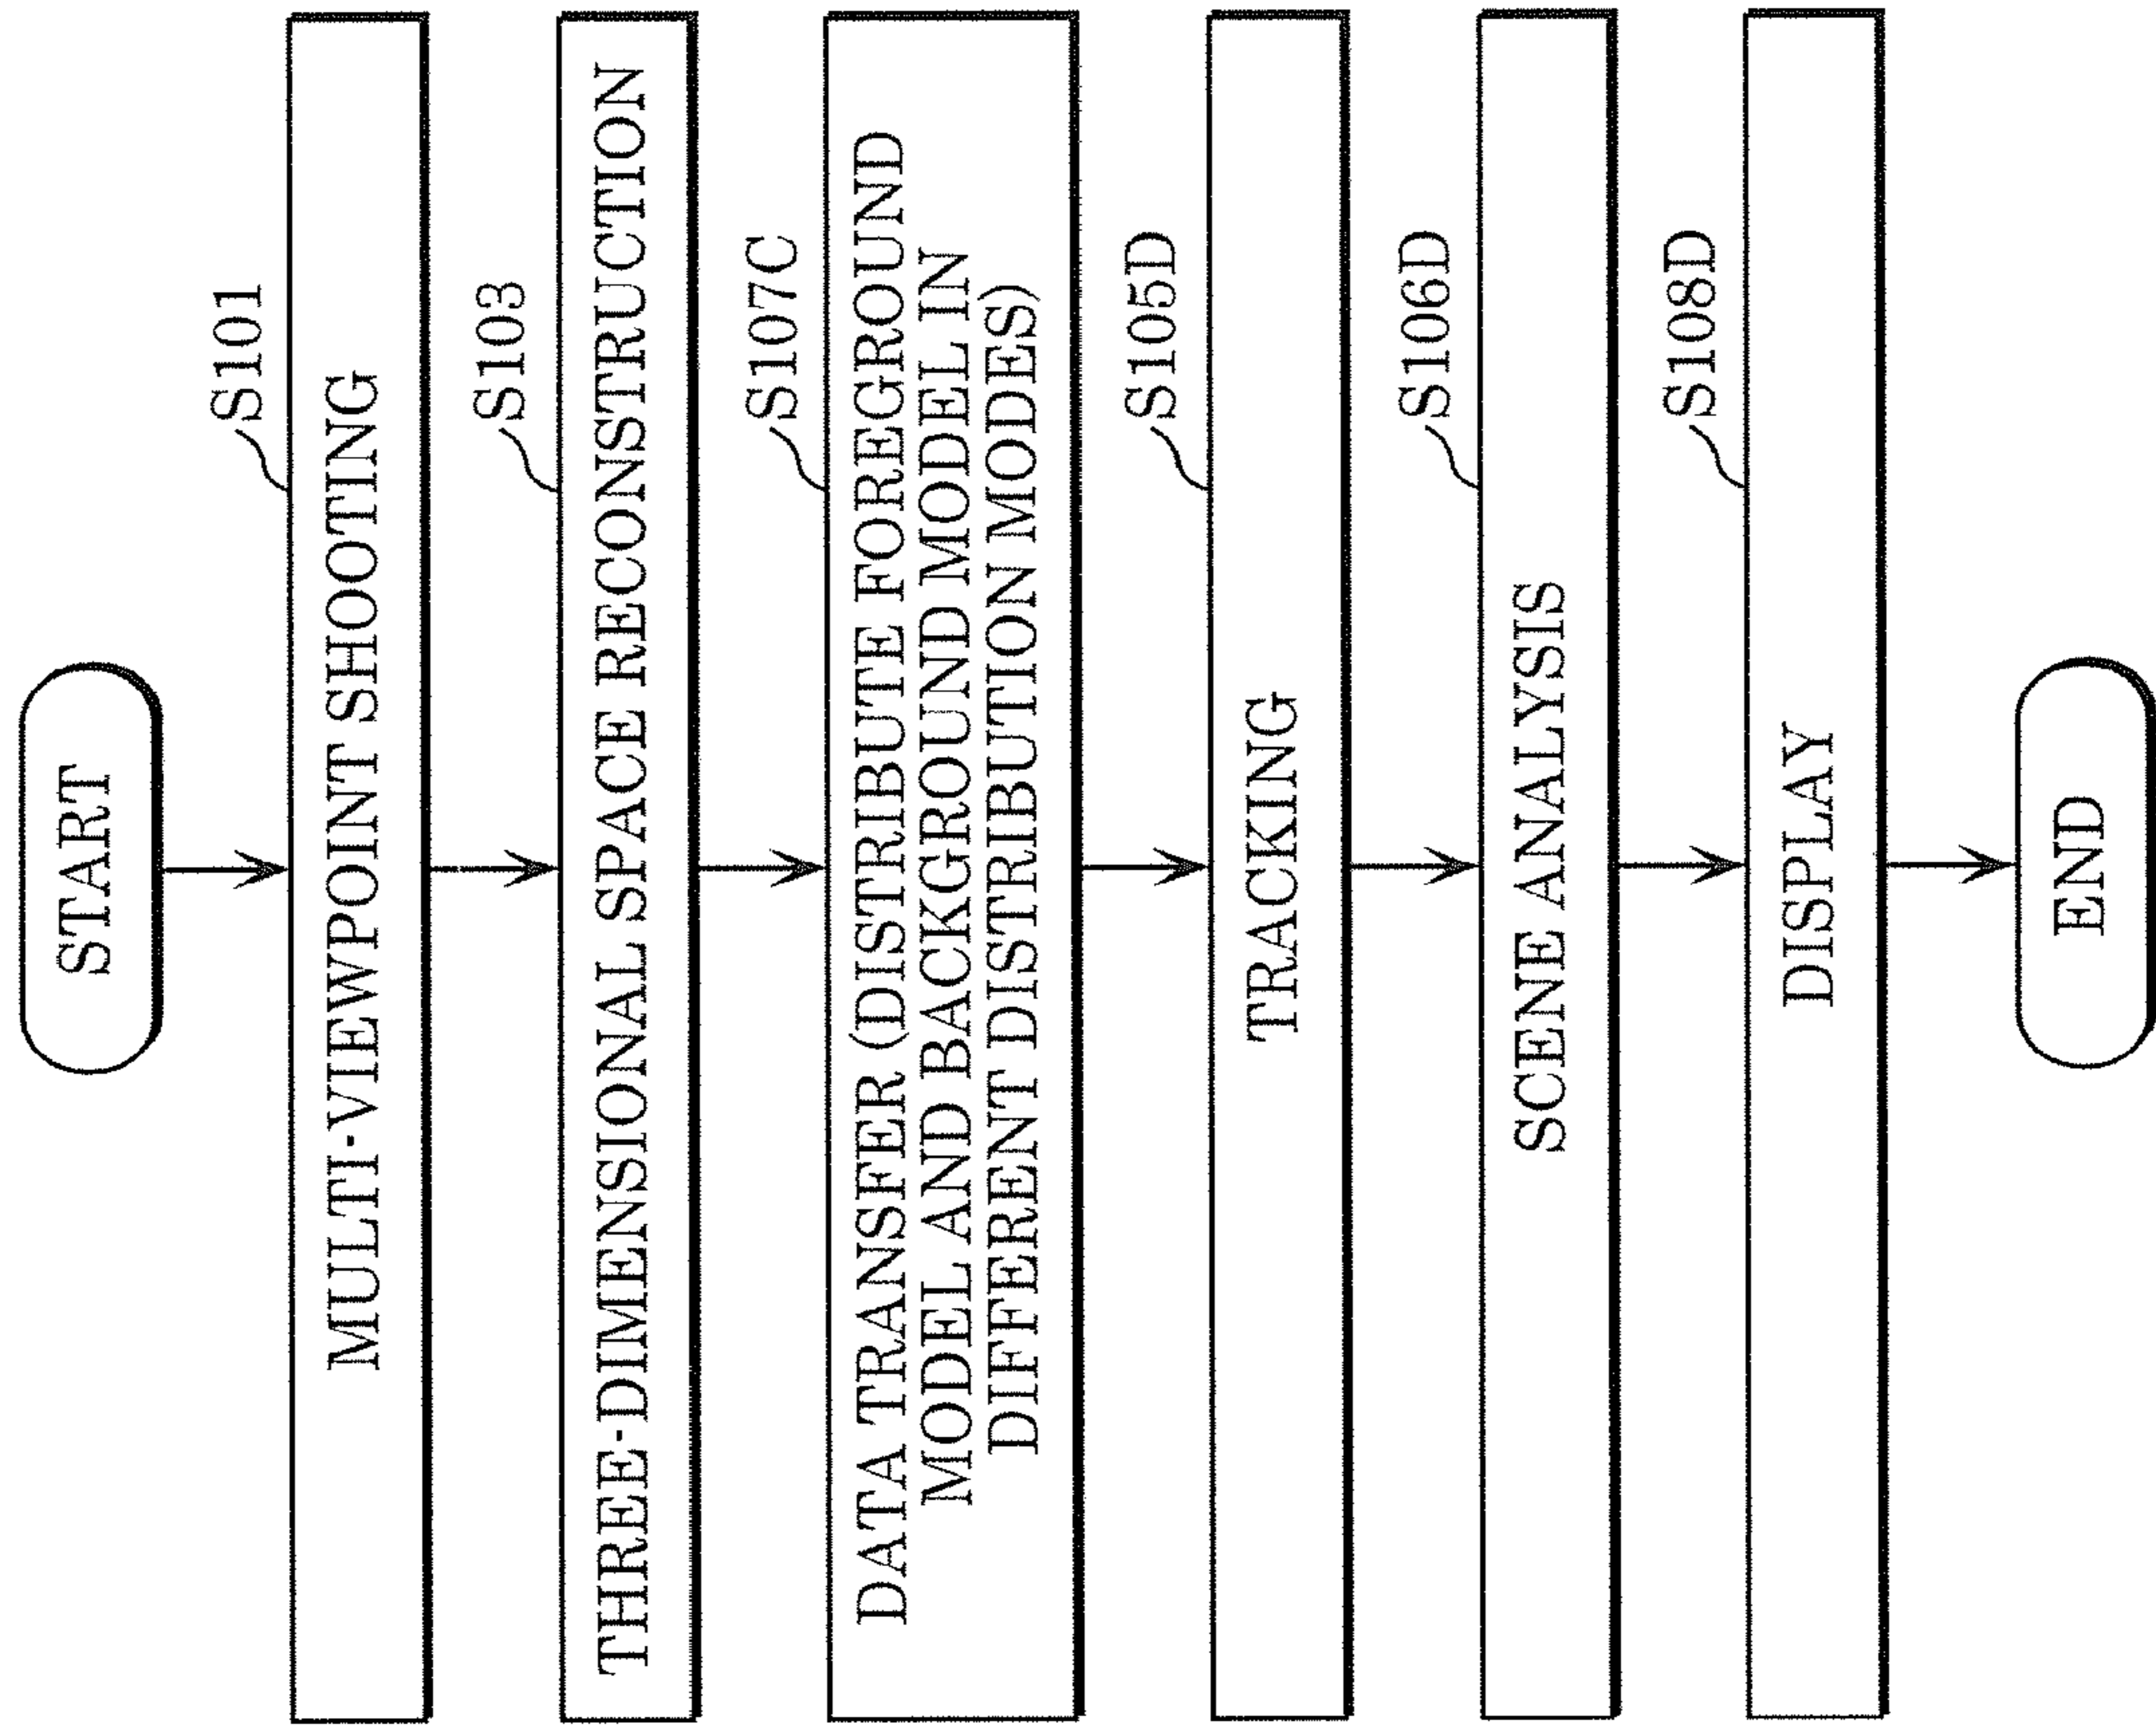 START
S101
MULTI-VIEWPOINT SHOOTING
S103
THREE-DIMENSIONAL SPACE RECONSTRUCTION
S107C
DATA TRANSFER (DISTRIBUTE FOREGROUND
MODEL AND BACKGROUND MODEL IN
DIFFERENT DISTRIBUTION MODES)
S105D
TRACKING
S106D
SCENE ANALYSIS
S108D
DISPLAY
END